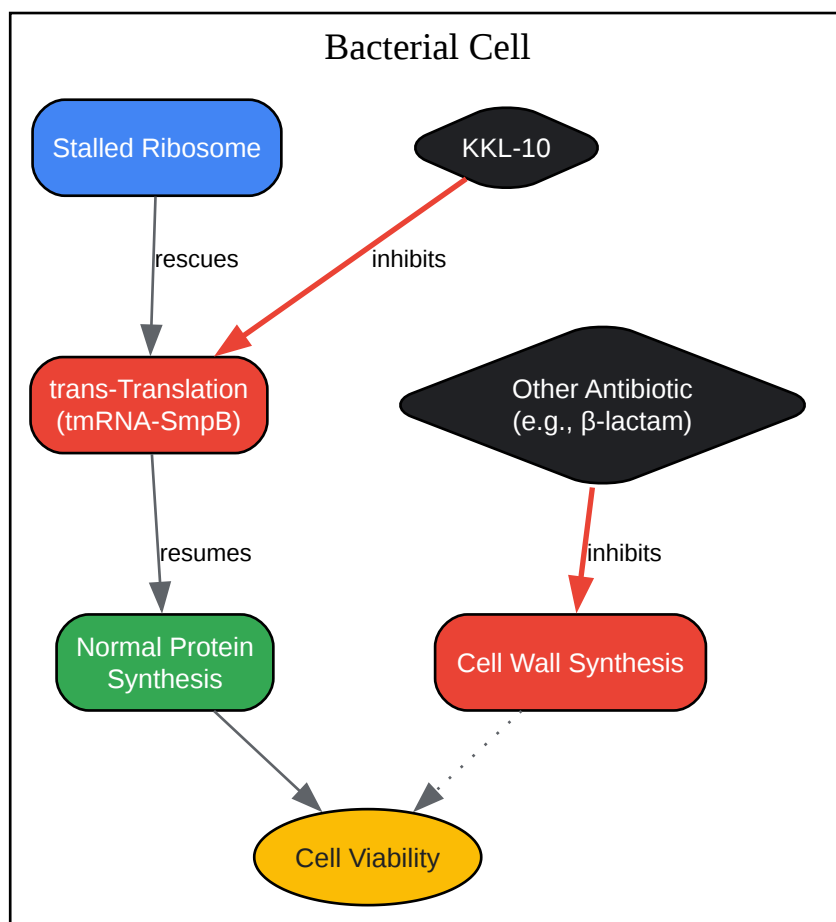 Bacterial Cell
Stalled Ribosome
KKL-10
rescues
inhibits
trans-Translation
(tmRNA-SmpB)
Other Antibiotic
(e.g., β-lactam)
resumes
inhibits
Normal Protein
Synthesis
Cell Wall Synthesis
Cell Viability